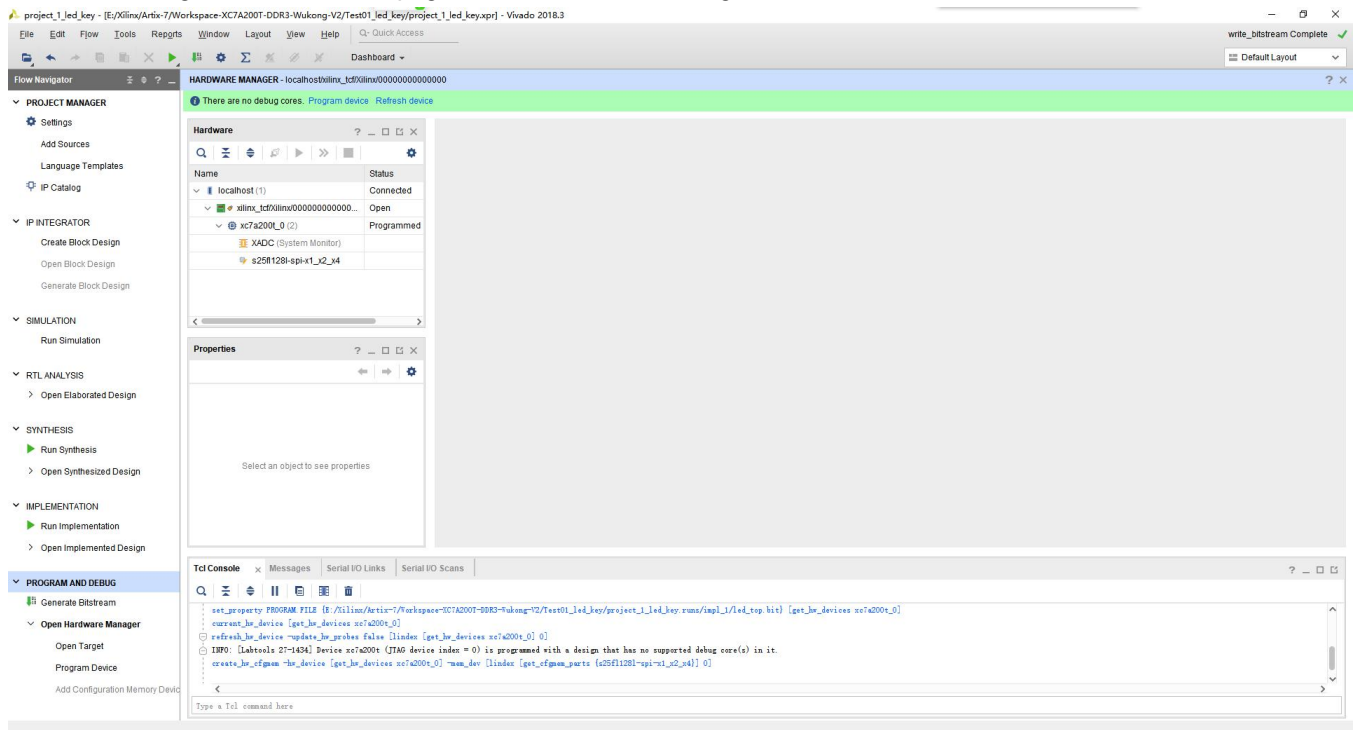 project_1_led_key - [E:/Xilinx/Artix-7/Workspace-XC7A200T-DDR3-Wukong-V2/Test01_led_key/project_1_led_key.xpr] - Vivado 2018.3
File Edit Flow Tools Reports Window Layout View Help Q- Quick Access
write_bitstream Complete
Dashboard
Default Layout
Flow Navigator
HARDWARE MANAGER - localhost/xilinx_tcf/Xilinx/00000000000000
There are no debug cores. Program device Refresh device
PROJECT MANAGER
Settings
Add Sources
Language Templates
IP Catalog
IP INTEGRATOR
Create Block Design
Open Block Design
Generate Block Design
SIMULATION
Run Simulation
RTL ANALYSIS
Open Elaborated Design
SYNTHESIS
Run Synthesis
Open Synthesized Design
IMPLEMENTATION
Run Implementation
Open Implemented Design
PROGRAM AND DEBUG
Generate Bitstream
Open Hardware Manager
Open Target
Program Device
Add Configuration Memory Devic
Hardware
Name Status
localhost (1) Connected
xilinx_tcf/Xilinx/000000000000... Open
xc7a200t_0 (2) Programmed
XADC (System Monitor)
s25fl128l-spi-x1_x2_x4
Properties
Select an object to see properties
Tcl Console Messages Serial I/O Links Serial I/O Scans
set_property PROGRAM.FILE {E:/Xilinx/Artix-7/Workspace-XC7A200T-DDR3-Wukong-V2/Test01_led_key/project_1_led_key.runs/impl_1/led_top.bit} [get_hw_devices xc7a200t_0]
current_hw_device [get_hw_devices xc7a200t_0]
refresh_hw_device -update_hw_probes false [lindex [get_hw_devices xc7a200t_0] 0]
INFO: [Labtools 27-1434] Device xc7a200t (JTAG device index = 0) is programmed with a design that has no supported debug core(s) in it.
create_hw_cfgmem -hw_device [get_hw_devices xc7a200t_0] -mem_dev [lindex [get_cfgmem_parts {s25fl128l-spi-x1_x2_x4}] 0]
Type a Tcl command here